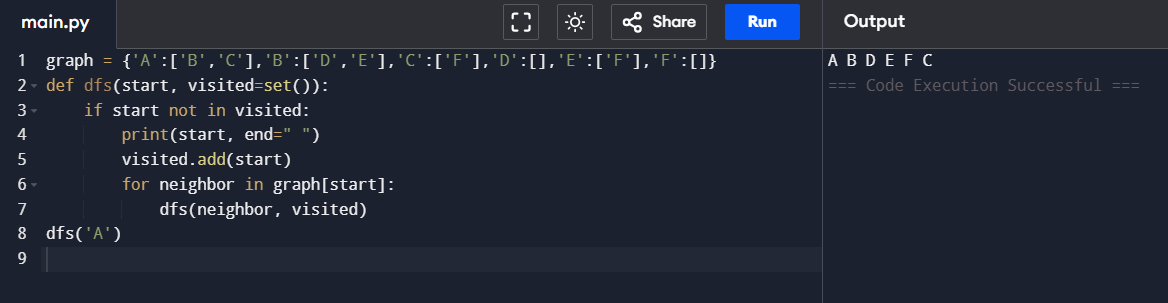 main.py Share Run Output
1 graph = {'A':['B','C'],'B':['D','E'],'C':['F'],'D':[],'E':['F'],'F':[]}
2 def dfs(start, visited=set()):
3     if start not in visited:
4         print(start, end=" ")
5         visited.add(start)
6         for neighbor in graph[start]:
7             dfs(neighbor, visited)
8 dfs('A')
9
A B D E F C
=== Code Execution Successful ===